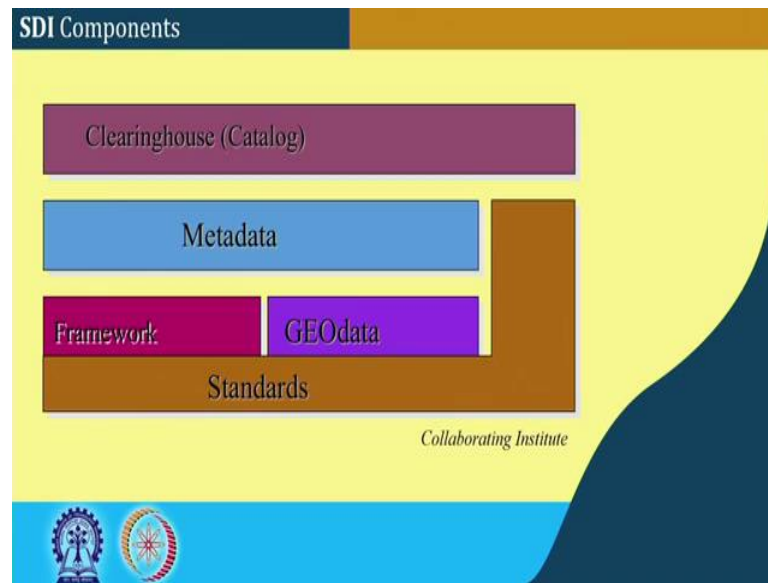 SDI Components
Clearinghouse (Catalog)
Metadata
Framework
GEOdata
Standards
Collaborating Institute